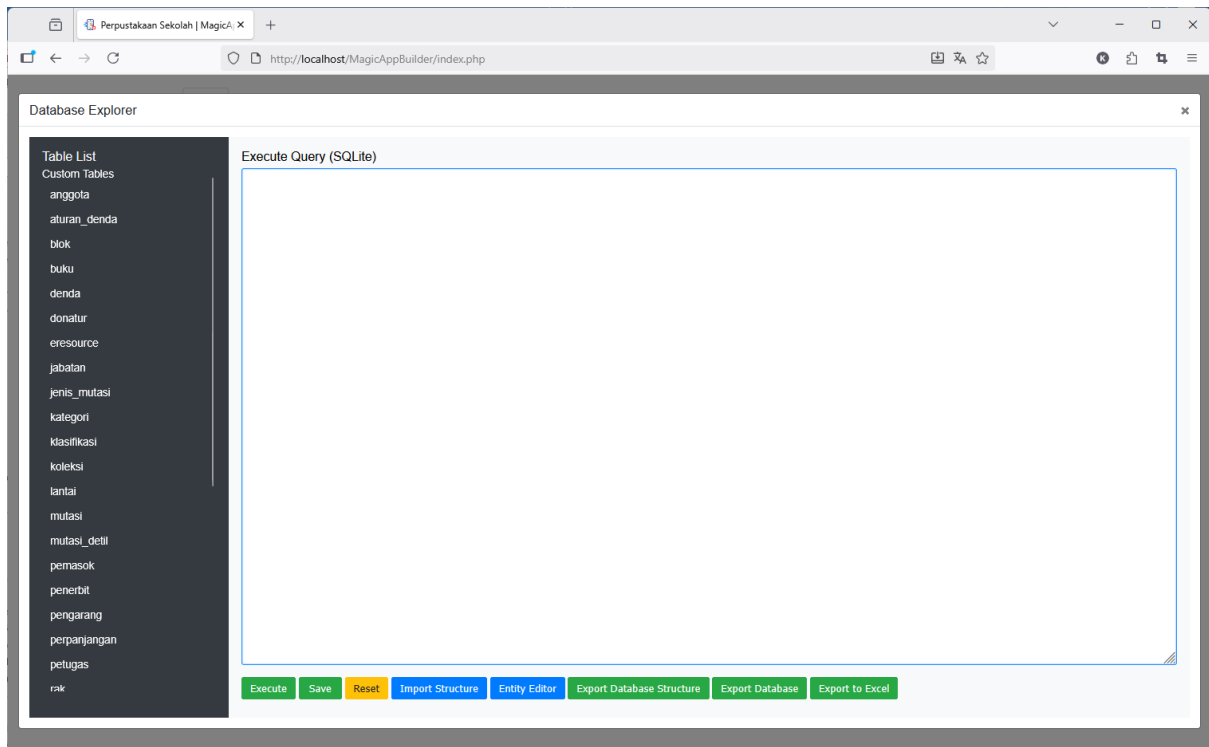 Perpustakaan Sekolah | MagicA
http://localhost/MagicAppBuilder/index.php
K
Database Explorer
Table List
Custom Tables
anggota
aturan_denda
blok
buku
denda
donatur
eresource
jabatan
jenis_mutasi
kategori
klasifikasi
koleksi
lantai
mutasi
mutasi_detil
pemasok
penerbit
pengarang
perpanjangan
petugas
rak
Execute Query (SQLite)
Execute Save Reset Import Structure Entity Editor Export Database Structure Export Database Export to Excel